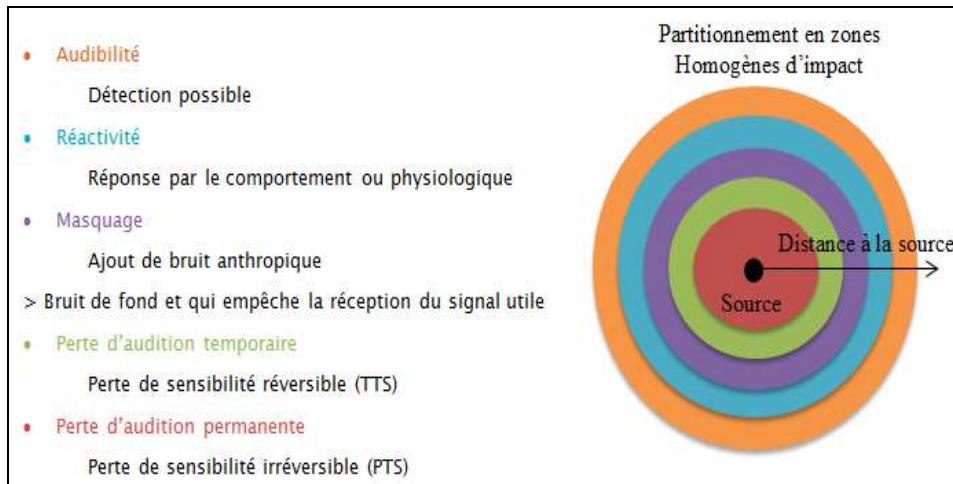 • Audibilité
Détection possible
• Réactivité
Réponse par le comportement ou physiologique
• Masquage
Ajout de bruit anthropique
> Bruit de fond et qui empêche la réception du signal utile
• Perte d'audition temporaire
Perte de sensibilité réversible (TTS)
• Perte d'audition permanente
Perte de sensibilité irréversible (PTS)
Partitionnement en zones
Homogènes d'impact
Distance à la source
Source